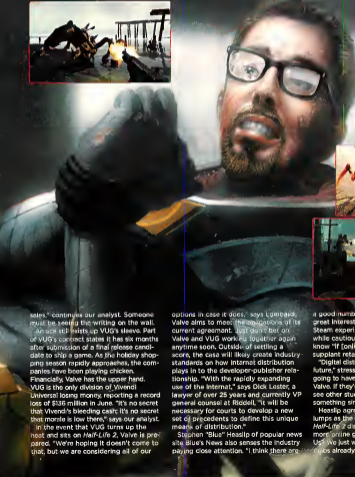 sales," continues our analyst. Someone
must be seeing the writing on the wall.
An ace still exists up VUG's sleeve. Part
of VUG's contract states it has six months
after submission of a final release candi-
date to ship a game. As the holiday shop-
ping season rapidly approaches, the com-
panies have been playing chicken.
Financially, Valve has the upper hand.
VUG is the only division of Vivendi
Universal losing money, reporting a record
loss of $136 million in June. "It's no secret
that Vivendi's bleeding cash; it's no secret
that morale is low there," says our analyst.
In the event that VUG turns up the
heat and sits on Half-Life 2, Valve is pre-
pared. "We're hoping it doesn't come to
that, but we are considering all of our
options in case it does," says Lombardi.
Valve aims to meet the obligations of its
current agreement. Just don't bet on
Valve and VUG working together again
anytime soon. Outside of settling a
score, the case will likely create industry
standards on how Internet distribution
plays in to the developer-publisher rela-
tionship. "With the rapidly expanding
use of the Internet," says Dick Luster, a
lawyer of over 25 years and currently VP
general counsel at Riddell, "it will be
necessary for courts to develop a new
set of precedents to define this unique
means of distribution."
Stephen "Blue" Heaslip of popular news
site Blue's News also senses the industry
paying close attention. "I think there are
a good numb
great interest
Steam experi
while cautiou
know "if [onli
supplant reta
"Digital dist
future," stress
going to have
Valve. If they'
see other stud
something sim
Heaslip agre
lumps as the
Half-Life 2 dis
more online g
Us? We just w
already